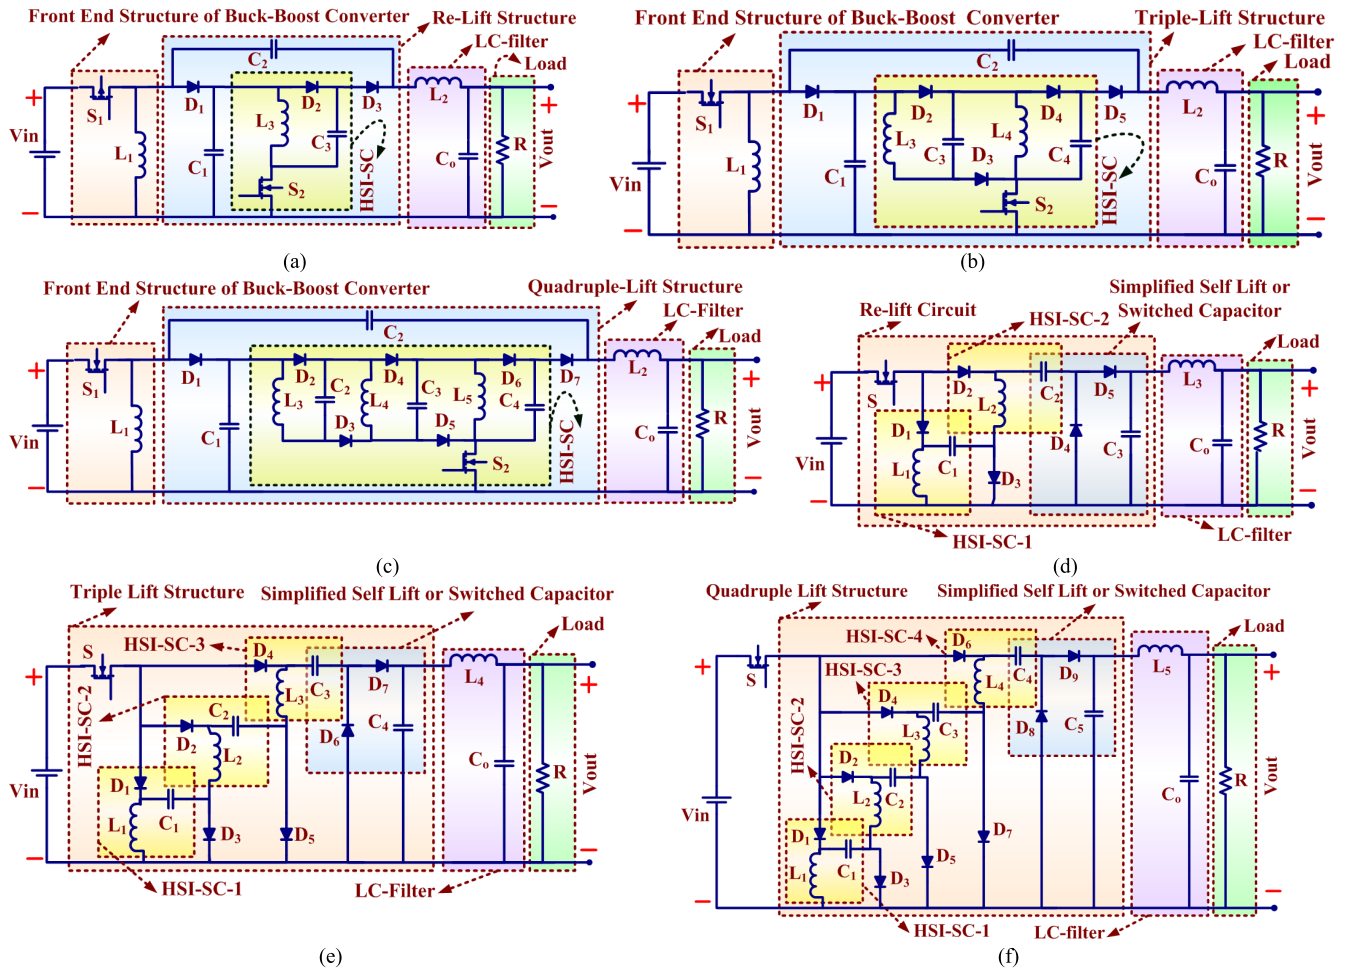 Front End Structure of Buck-Boost Converter
Re-Lift Structure
LC-filter
Load
C2
D1
D2
D3
L2
S1
L3
C3
Vin
L1
C1
S2
HSI-SC
Co
R
Vout
+
−
+
−
(a)
Front End Structure of Buck-Boost Converter
Triple-Lift Structure
LC-filter
Load
C2
D1
D2
D4
D5
L2
S1
L3
C3
D3
L4
C4
Vin
L1
C1
S2
HSI-SC
Co
R
Vout
+
−
+
−
(b)
Front End Structure of Buck-Boost Converter
Quadruple-Lift Structure
LC-Filter
Load
C2
D1
D2
D4
D6
D7
L2
S1
L3
C2
L4
C3
L5
C4
D3
D5
Vin
L1
C1
S2
HSI-SC
Co
R
Vout
+
−
+
−
(c)
Simplified Self Lift or
Switched Capacitor
Re-lift Circuit
HSI-SC-2
Load
S
D2
L2
C2
D5
L3
D1
D4
C3
L1
C1
D3
Vin
Co
R
Vout
+
−
+
−
HSI-SC-1
LC-filter
(d)
Triple Lift Structure
Simplified Self Lift or Switched Capacitor
Load
HSI-SC-3
D4
S
C3
D7
L4
L3
HSI-SC-2
C2
D2
L2
D6
C4
D1
L1
C1
D3
D5
Vin
Co
R
Vout
+
−
+
−
HSI-SC-1
LC-Filter
(e)
Quadruple Lift Structure
Simplified Self Lift or Switched Capacitor
Load
HSI-SC-4
D6
S
C4
D9
L5
HSI-SC-3
D4
L4
C3
L3
D8
C5
HSI-SC-2
D2
C2
L2
D1
L1
C1
D3
D5
D7
Vin
Co
R
Vout
+
−
+
−
HSI-SC-1
LC-filter
(f)